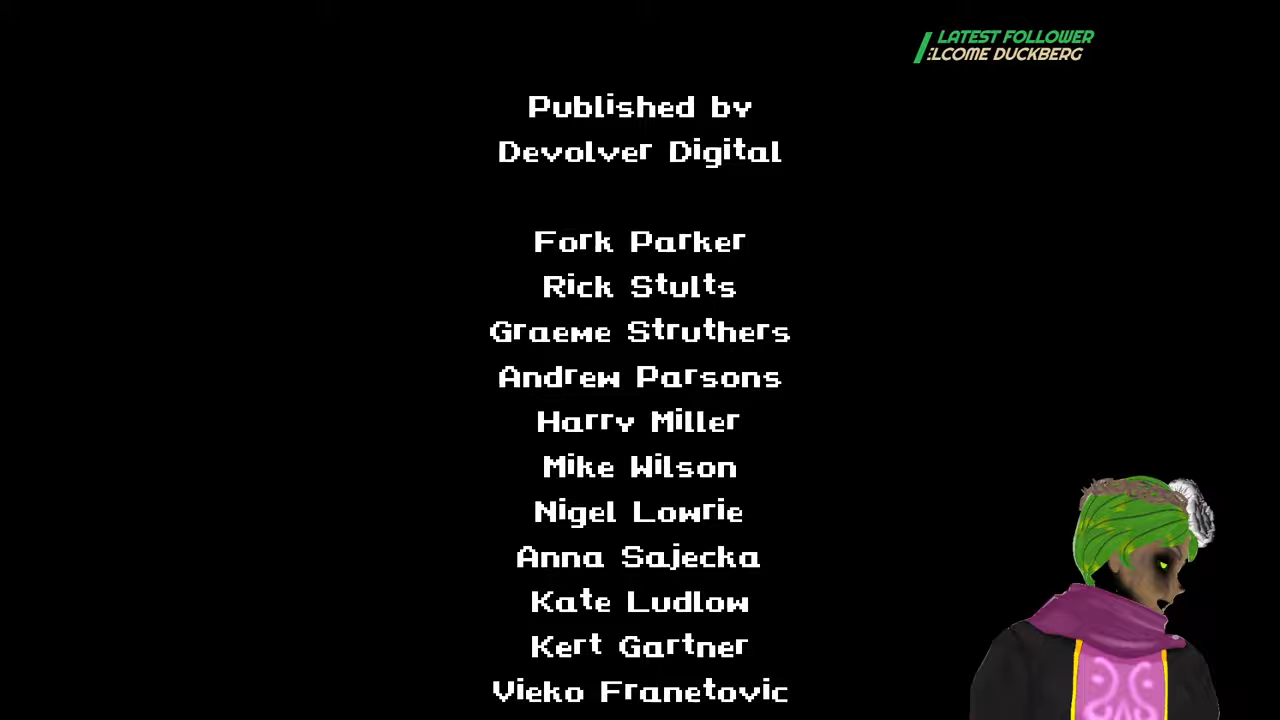 LATEST FOLLOWER
LCOME DUCKBERG
Published by
Devolver Digital
Fork Parker
Rick Stults
Graeme Struthers
Andrew Parsons
Harry Miller
Mike Wilson
Nigel Lowrie
Anna Sajecka
Kate Ludlow
Kert Gartner
Vieko Franetovic